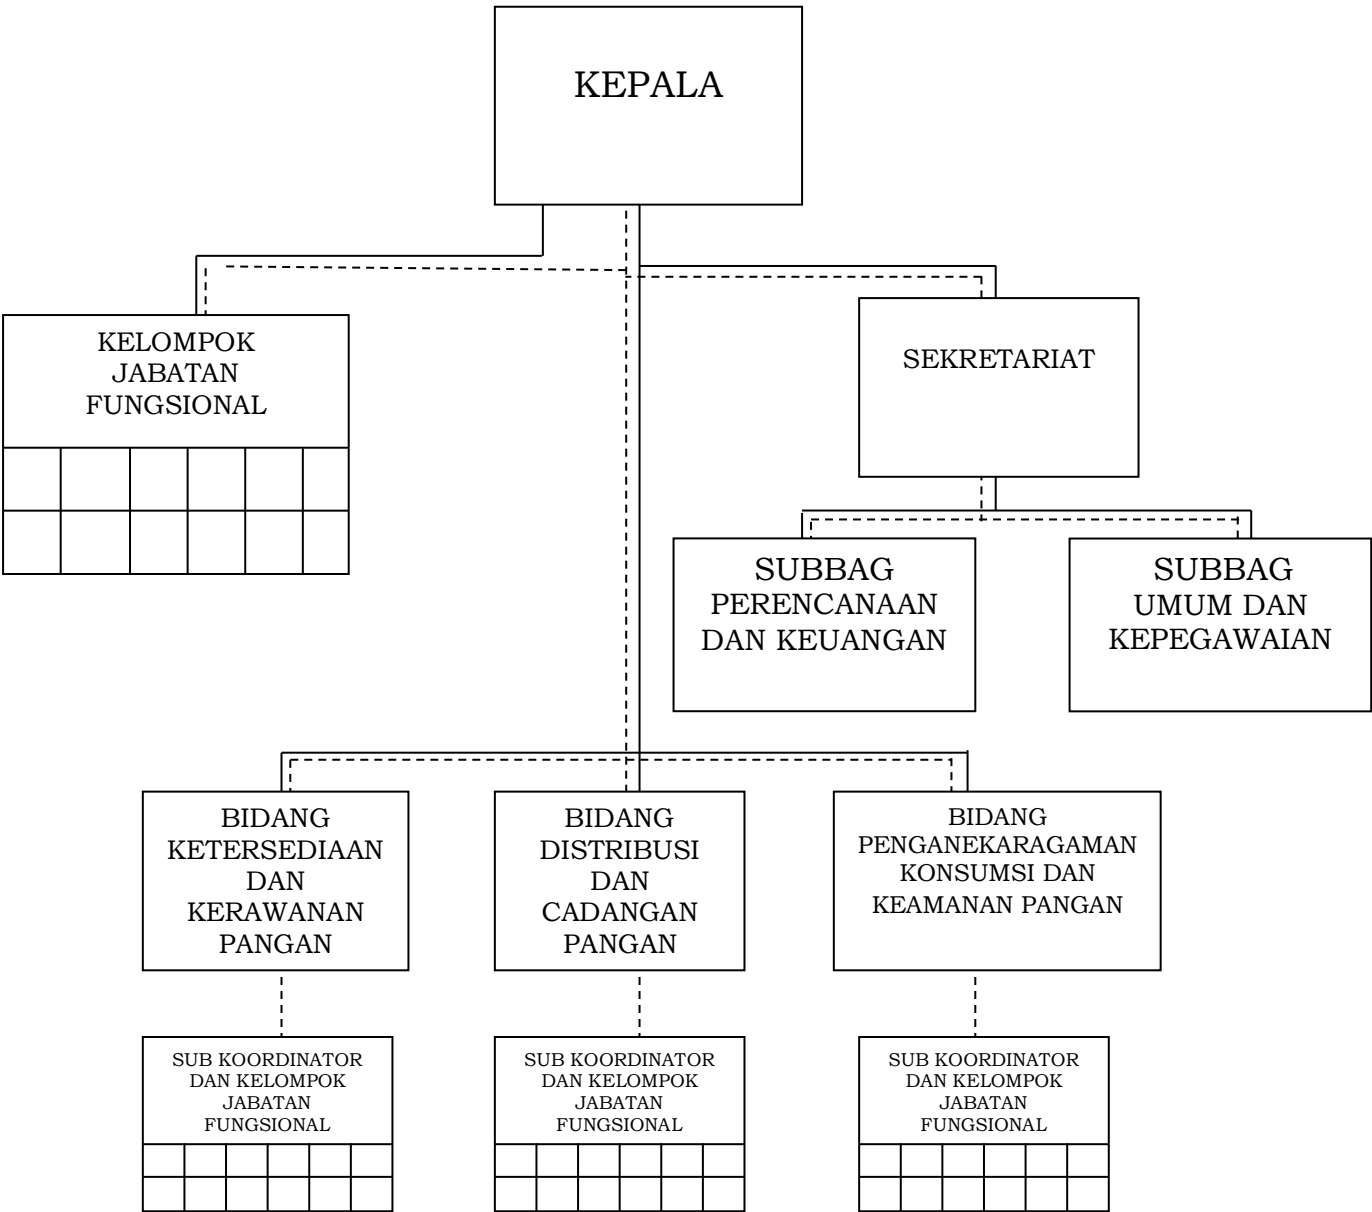 KEPALA
KELOMPOK
JABATAN
FUNGSIONAL
SEKRETARIAT
SUBBAG
PERENCANAAN
DAN KEUANGAN
SUBBAG
UMUM DAN
KEPEGAWAIAN
BIDANG
KETERSEDIAAN
DAN
KERAWANAN
PANGAN
BIDANG
DISTRIBUSI
DAN
CADANGAN
PANGAN
BIDANG
PENGANEKARAGAMAN
KONSUMSI DAN
KEAMANAN PANGAN
SUB KOORDINATOR
DAN KELOMPOK
JABATAN
FUNGSIONAL
SUB KOORDINATOR
DAN KELOMPOK
JABATAN
FUNGSIONAL
SUB KOORDINATOR
DAN KELOMPOK
JABATAN
FUNGSIONAL